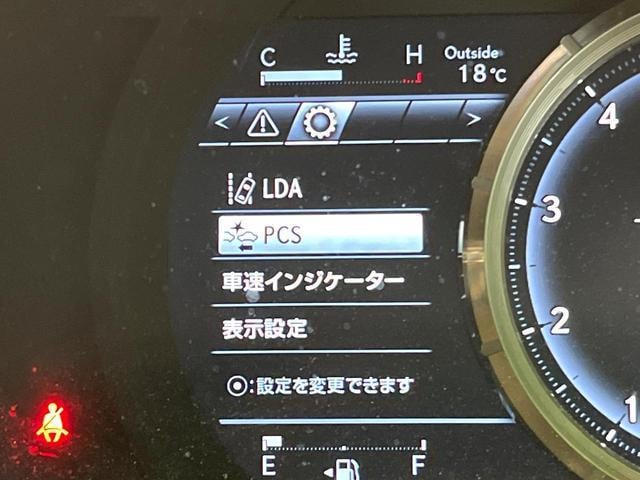 C H Outside
18℃
< >
LDA
PCS
車速インジケーター
表示設定
⦿:設定を変更できます
E F
4
3
2
1